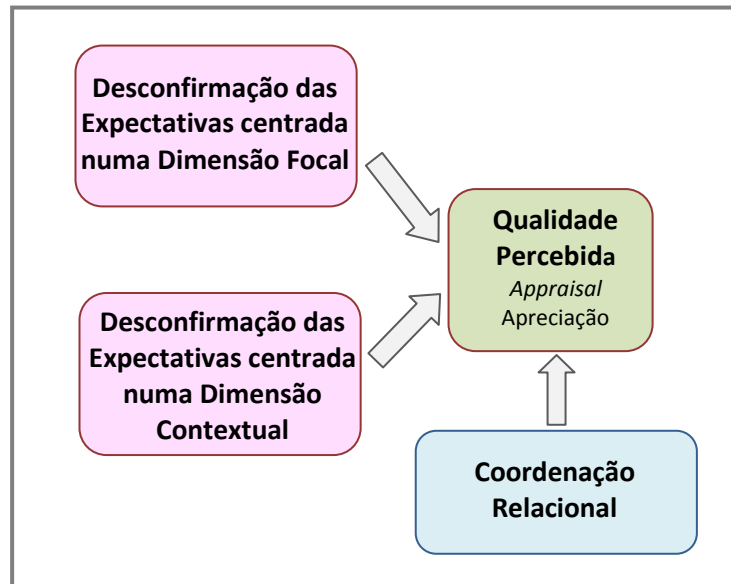 Desconfirmação das
Expectativas centrada
numa Dimensão Focal
Qualidade
Percebida
Appraisal
Apreciação
Desconfirmação das
Expectativas centrada
numa Dimensão
Contextual
Coordenação
Relacional